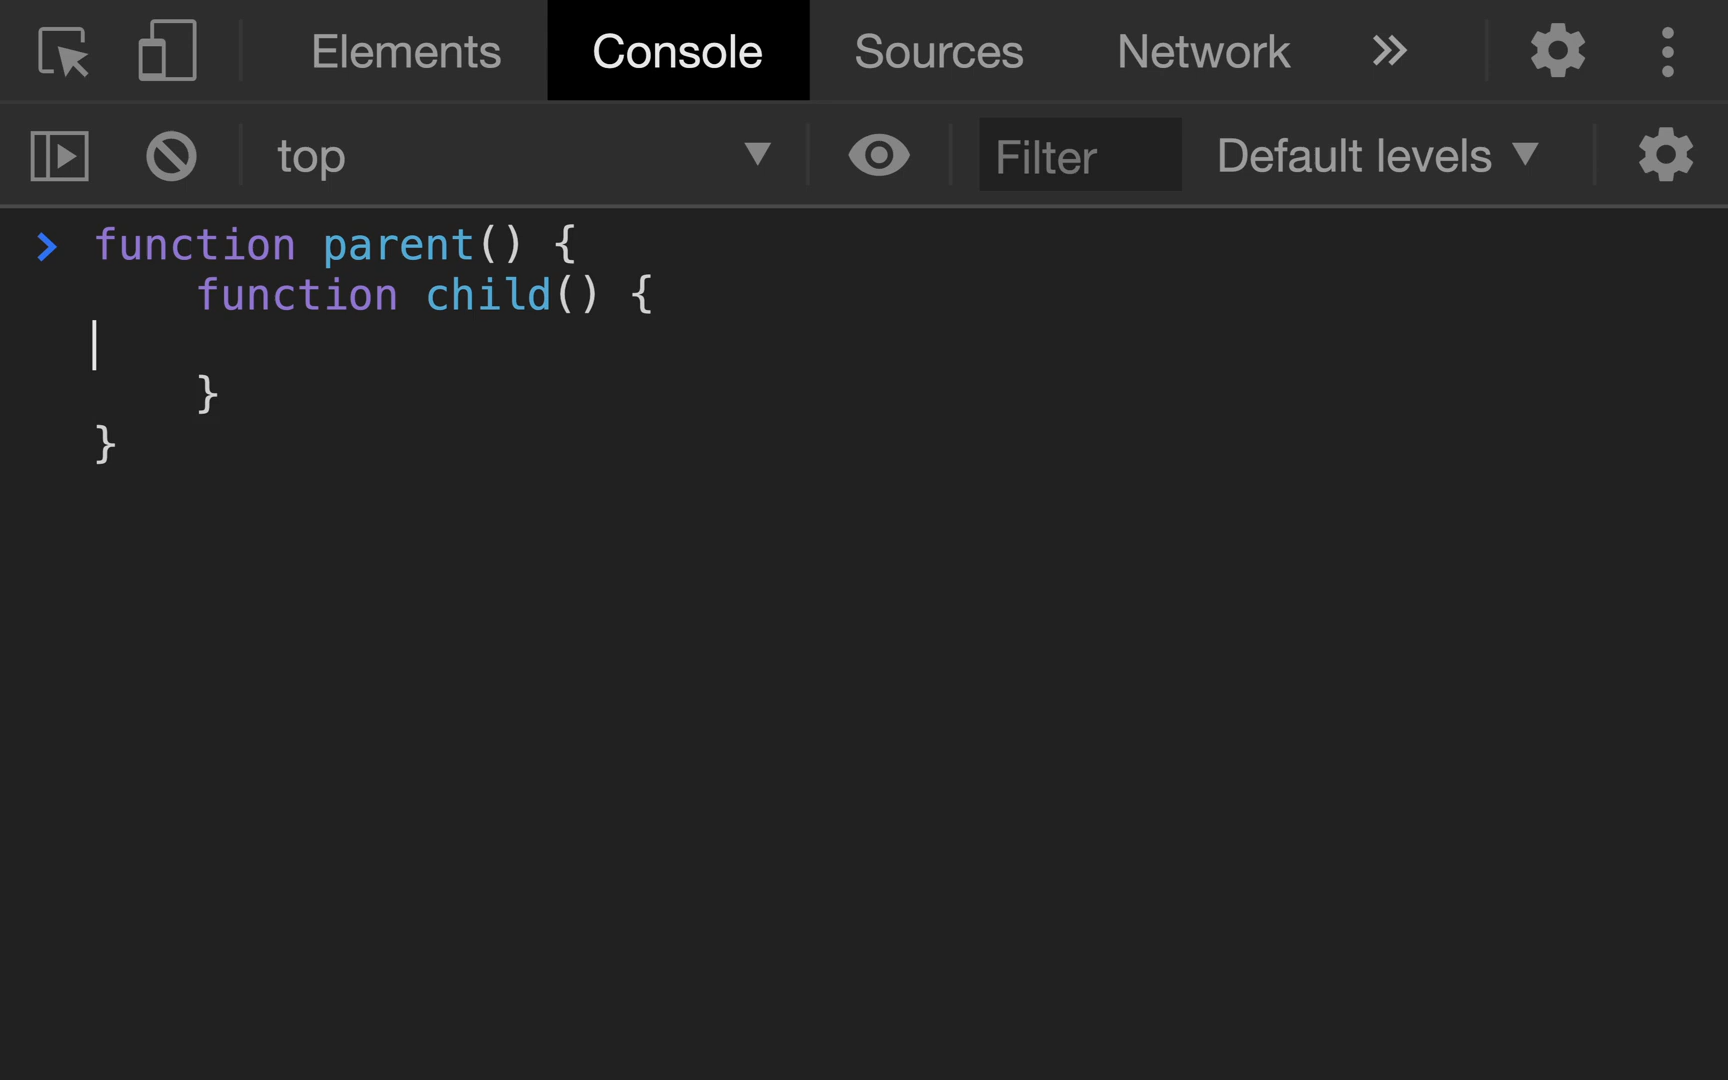 Elements Console Sources Network
top Filter Default levels
function parent() {
    function child() {
    }
}